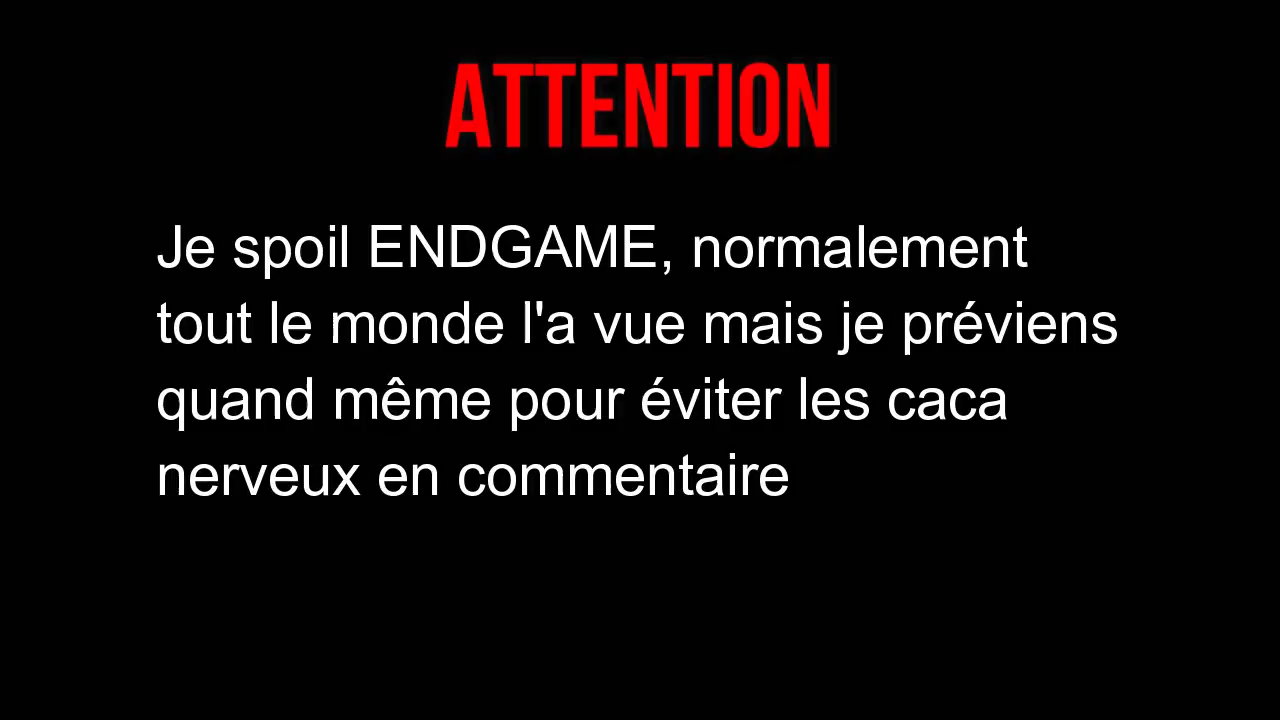 ATTENTION
Je spoil ENDGAME, normalement
tout le monde l'a vue mais je préviens
quand même pour éviter les caca
nerveux en commentaire